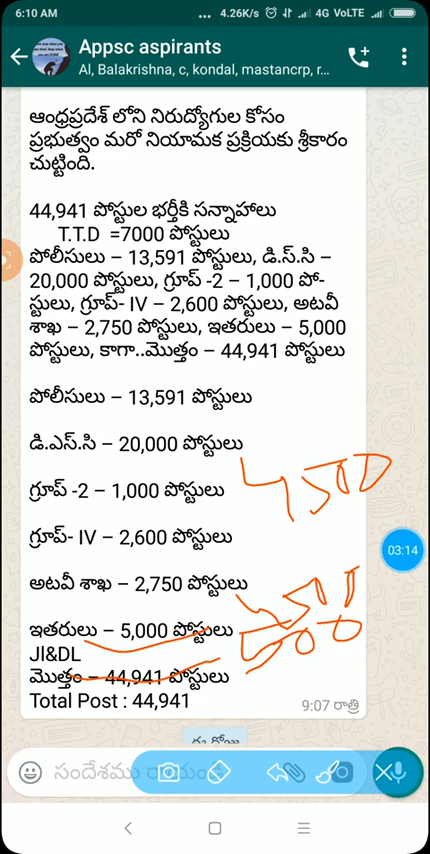 6:10 AM
... 4.26K/s 4G VoLTE
Appsc aspirants
Al, Balakrishna, c, kondal, mastancrp, r...
ఆంధ్రప్రదేశ్ లోని నిరుద్యోగుల కోసం
ప్రభుత్వం మరో నియామక ప్రక్రియకు శ్రీకారం
చుట్టింది.
44,941 పోస్టుల భర్తీకి సన్నాహాలు
T.T.D =7000 పోస్టులు
పోలీసులు – 13,591 పోస్టులు, డి.స్.సి –
20,000 పోస్టులు, గ్రూప్ -2 – 1,000 పో-
స్టులు, గ్రూప్- IV – 2,600 పోస్టులు, అటవీ
శాఖ – 2,750 పోస్టులు, ఇతరులు – 5,000
పోస్టులు, కాగా..మొత్తం – 44,941 పోస్టులు
పోలీసులు – 13,591 పోస్టులు
డి.ఎస్.సి – 20,000 పోస్టులు
గ్రూప్ -2 – 1,000 పోస్టులు
గ్రూప్- IV – 2,600 పోస్టులు
అటవీ శాఖ – 2,750 పోస్టులు
ఇతరులు – 5,000 పోస్టులు
JI&DL
మొత్తం – 44,941 పోస్టులు
Total Post : 44,941
9:07 రాత్రి
03:14
ఈ రోజు
సందేశము